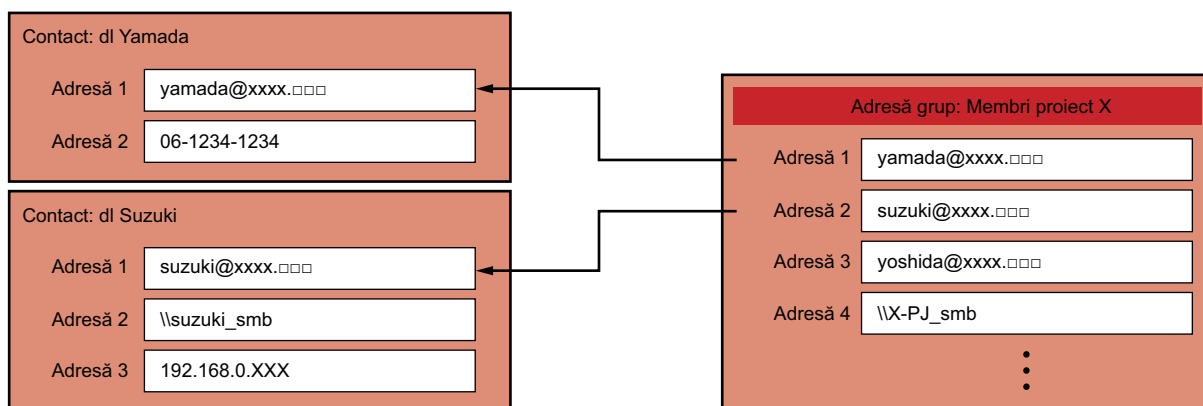 Contact: dl Yamada
Adresă 1 yamada@xxxx.□□□
Adresă 2 06-1234-1234
Contact: dl Suzuki
Adresă 1 suzuki@xxxx.□□□
Adresă 2 \\suzuki_smb
Adresă 3 192.168.0.XXX
Adresă grup: Membri proiect X
Adresă 1 yamada@xxxx.□□□
Adresă 2 suzuki@xxxx.□□□
Adresă 3 yoshida@xxxx.□□□
Adresă 4 \\X-PJ_smb